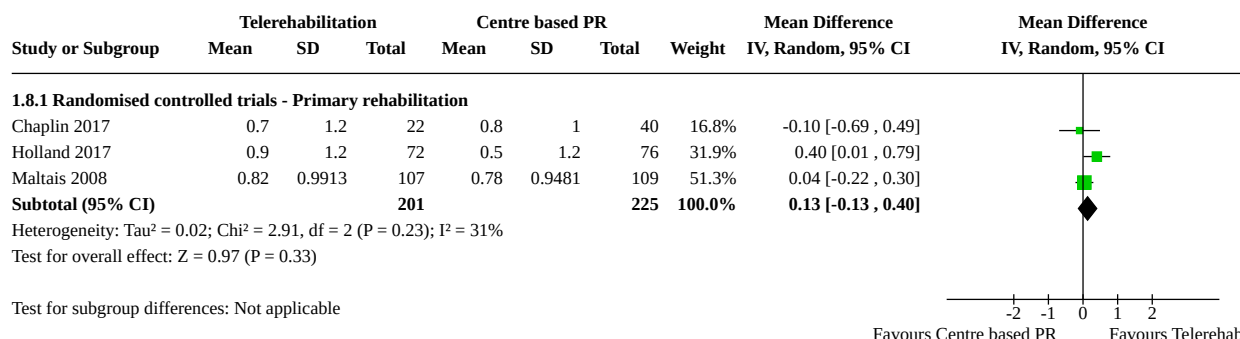 Telerehabilitation Centre based PR Mean Difference Mean Difference
Study or Subgroup Mean SD Total Mean SD Total Weight IV, Random, 95% CI IV, Random, 95% CI
1.8.1 Randomised controlled trials - Primary rehabilitation
Chaplin 2017 0.7 1.2 22 0.8 1 40 16.8% -0.10 [-0.69 , 0.49]
Holland 2017 0.9 1.2 72 0.5 1.2 76 31.9% 0.40 [0.01 , 0.79]
Maltais 2008 0.82 0.9913 107 0.78 0.9481 109 51.3% 0.04 [-0.22 , 0.30]
Subtotal (95% CI) 201 225 100.0% 0.13 [-0.13 , 0.40]
Heterogeneity: Tau² = 0.02; Chi² = 2.91, df = 2 (P = 0.23); I² = 31%
Test for overall effect: Z = 0.97 (P = 0.33)
Test for subgroup differences: Not applicable
-2 -1 0 1 2
Favours Centre based PR Favours Telerehab